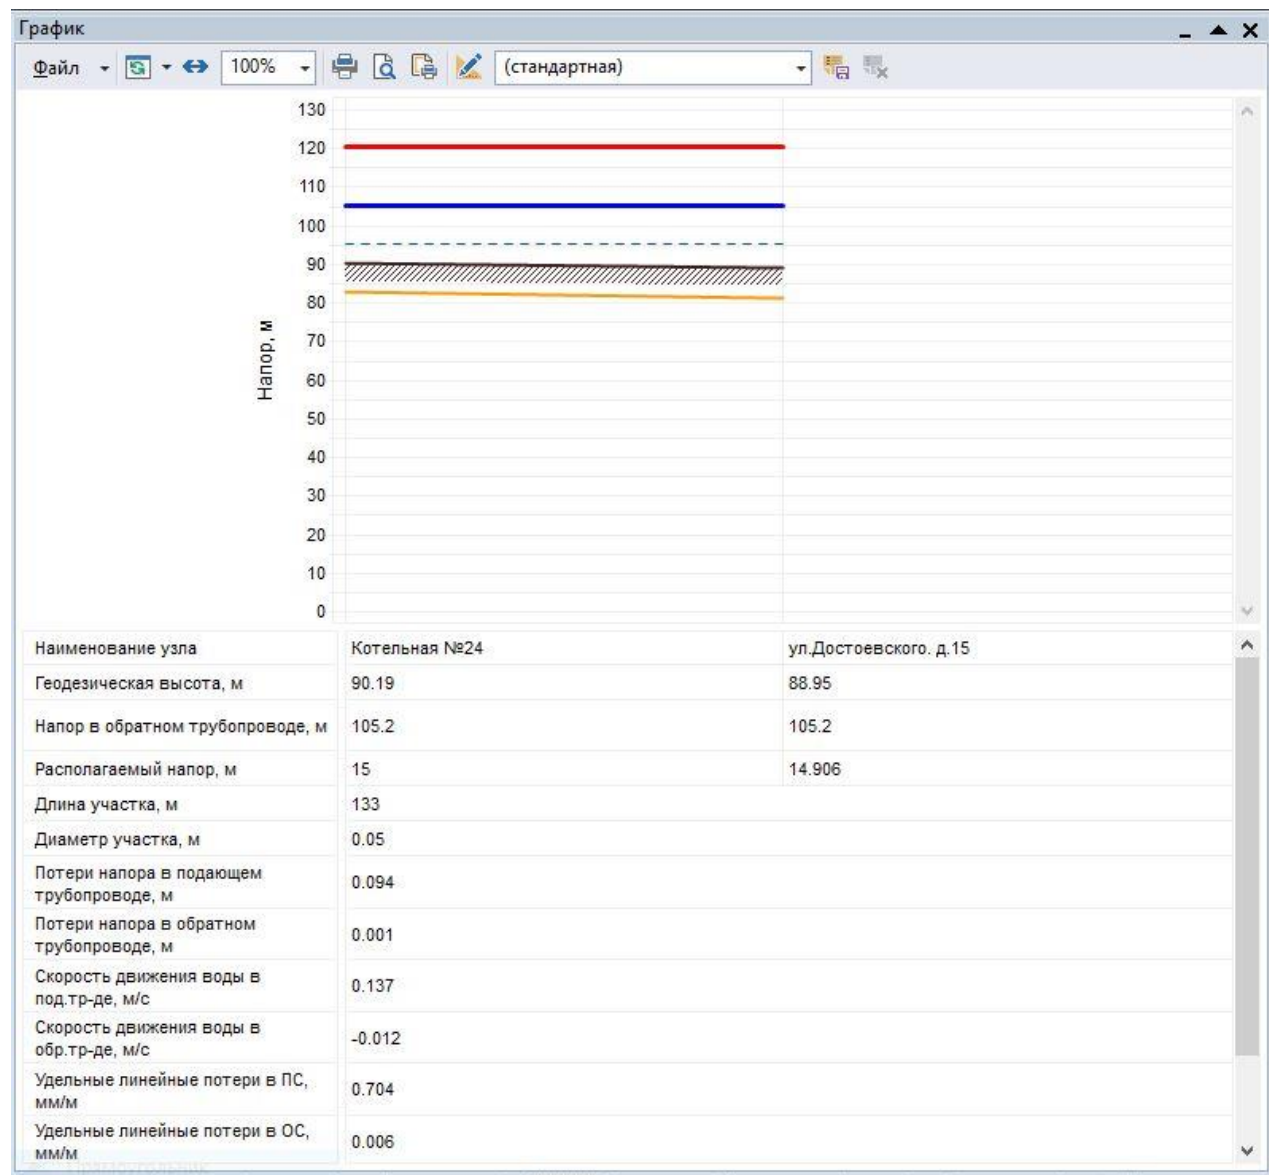 График
Файл
100%
(стандартная)
130
120
110
100
90
80
70
60
50
40
30
20
10
0
Напор, м
Наименование узла Котельная №24 ул.Достоевского. д.15
Геодезическая высота, м 90.19 88.95
Напор в обратном трубопроводе, м 105.2 105.2
Располагаемый напор, м 15 14.906
Длина участка, м 133
Диаметр участка, м 0.05
Потери напора в подающем
трубопроводе, м 0.094
Потери напора в обратном
трубопроводе, м 0.001
Скорость движения воды в
под.тр-де, м/с 0.137
Скорость движения воды в
обр.тр-де, м/с -0.012
Удельные линейные потери в ПС,
мм/м 0.704
Удельные линейные потери в ОС,
мм/м 0.006